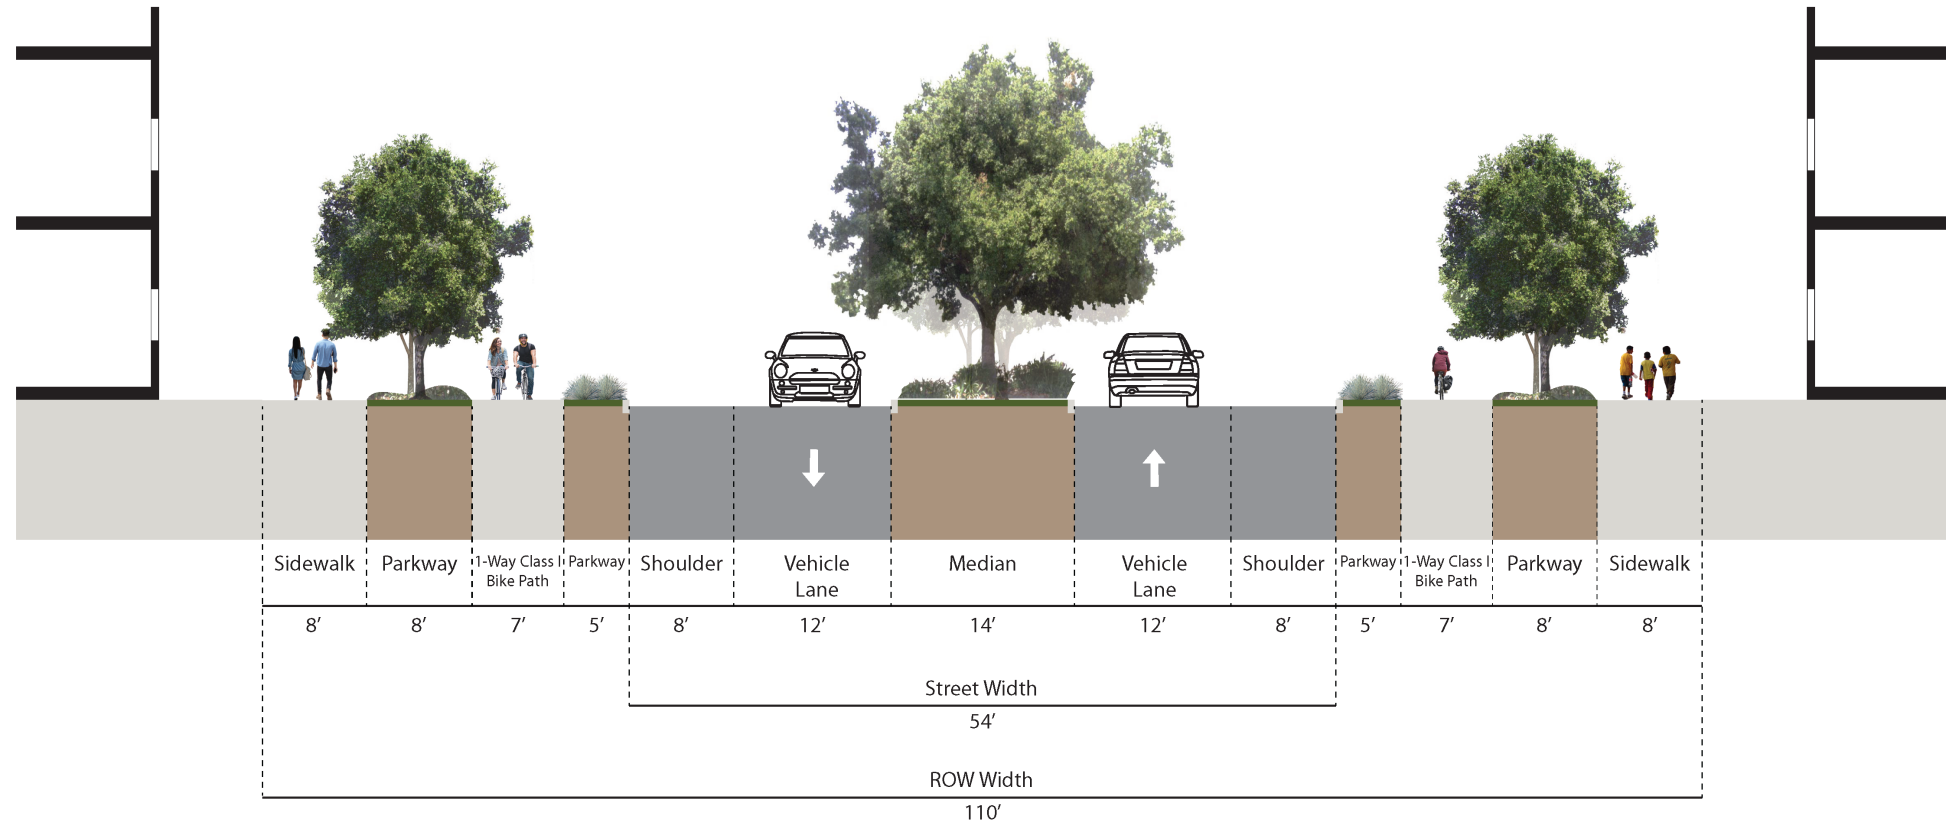 Sidewalk Parkway 1-Way Class I Parkway Shoulder Vehicle Median Vehicle Shoulder Parkway 1-Way Class I Parkway Sidewalk
Bike Path Lane Lane Bike Path
8’ 8’ 7’ 5’ 8’ 12’ 14’ 12’ 8’ 5’ 7’ 8’ 8’
Street Width
54’
ROW Width
110’